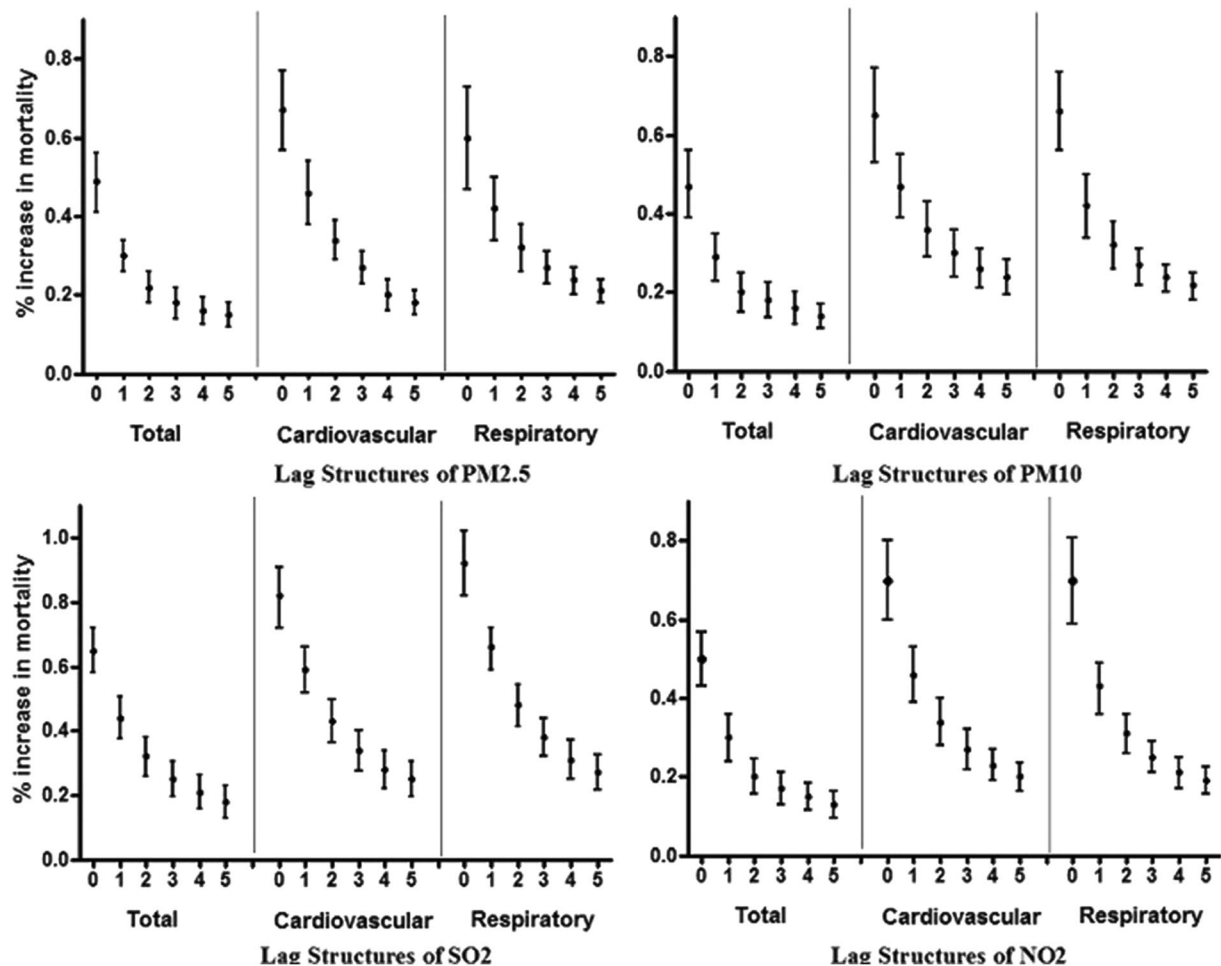 % increase in mortality
0.8
0.6
0.4
0.2
0.0
0 1 2 3 4 5 0 1 2 3 4 5 0 1 2 3 4 5
Total Cardiovascular Respiratory
Lag Structures of PM2.5
0.8
0.6
0.4
0.2
0.0
0 1 2 3 4 5 0 1 2 3 4 5 0 1 2 3 4 5
Total Cardiovascular Respiratory
Lag Structures of PM10
% increase in mortality
1.0
0.8
0.6
0.4
0.2
0.0
0 1 2 3 4 5 0 1 2 3 4 5 0 1 2 3 4 5
Total Cardiovascular Respiratory
Lag Structures of SO2
0.8
0.6
0.4
0.2
0.0
0 1 2 3 4 5 0 1 2 3 4 5 0 1 2 3 4 5
Total Cardiovascular Respiratory
Lag Structures of NO2